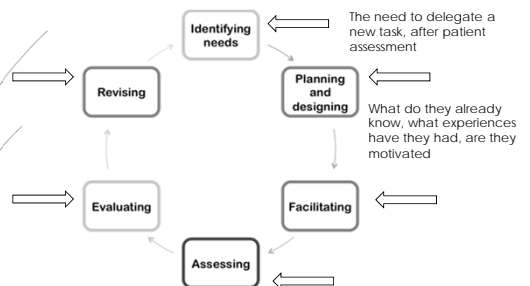 Identifying
needs
The need to delegate a
new task, after patient
assessment
Planning
and
designing
What do they already
know, what experiences
have they had, are they
motivated
Facilitating
Assessing
Evaluating
Revising